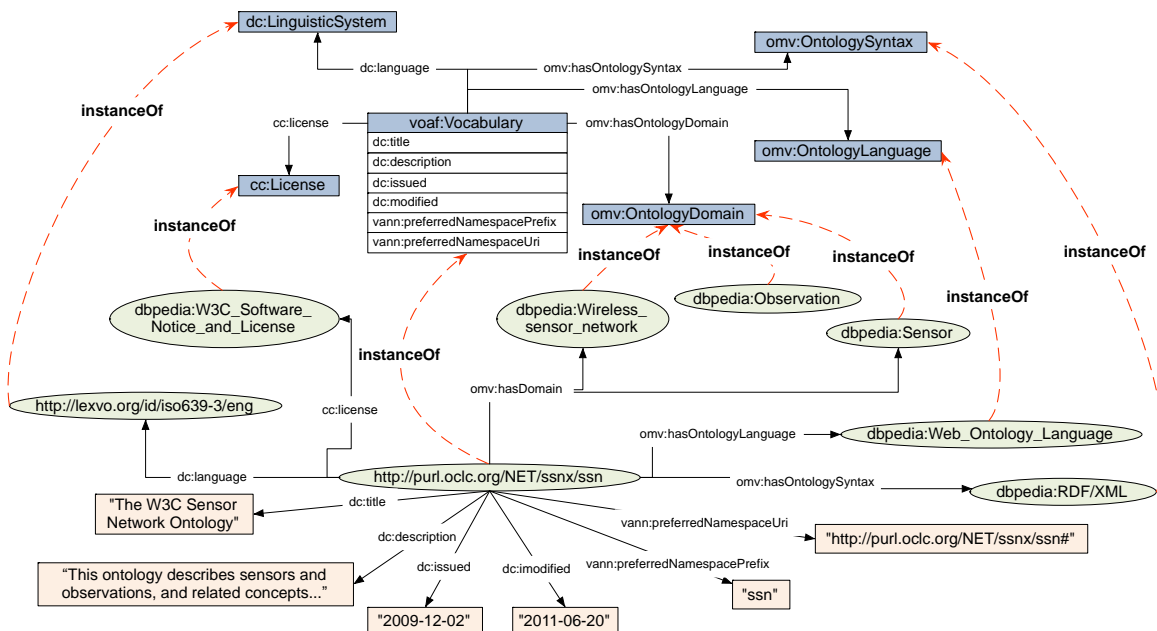 dc:LinguisticSystem
omv:OntologySyntax
dc:language
omv:hasOntologySyntax
omv:hasOntologyLanguage
instanceOf
cc:license
voaf:Vocabulary
omv:hasOntologyDomain
instanceOf
dc:title
dc:description
omv:OntologyLanguage
dc:issued
cc:License
dc:modified
omv:OntologyDomain
vann:preferredNamespacePrefix
instanceOf
vann:preferredNamespaceUri
instanceOf
instanceOf
instanceOf
instanceOf
dbpedia:W3C_Software_
Notice_and_License
dbpedia:Wireless_
sensor_network
dbpedia:Observation
dbpedia:Sensor
instanceOf
omv:hasDomain
http://lexvo.org/id/iso639-3/eng
cc:license
omv:hasOntologyLanguage
dbpedia:Web_Ontology_Language
dc:language
http://purl.oclc.org/NET/ssnx/ssn
omv:hasOntologySyntax
dbpedia:RDF/XML
"The W3C Sensor
Network Ontology"
dc:title
vann:preferredNamespaceUri
"http://purl.oclc.org/NET/ssnx/ssn#"
dc:description
dc:issued
dc:imodified
vann:preferredNamespacePrefix
“This ontology describes sensors and
observations, and related concepts...”
"ssn"
"2009-12-02"
"2011-06-20"